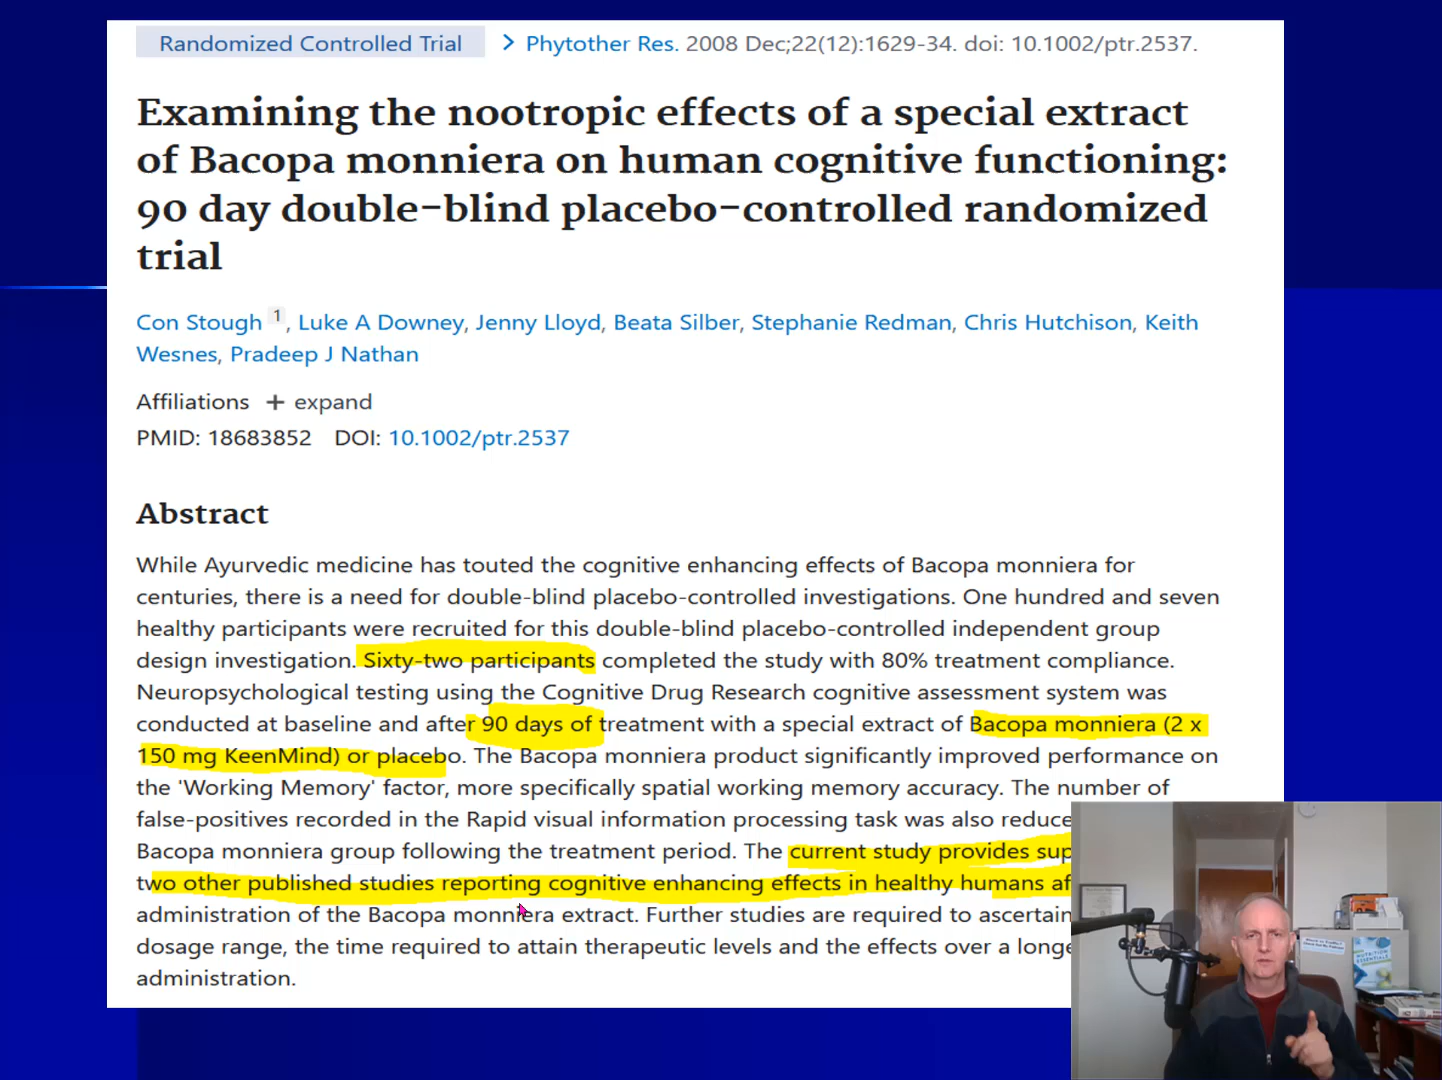 Randomized Controlled Trial > Phytother Res. 2008 Dec;22(12):1629-34. doi: 10.1002/ptr.2537.
Examining the nootropic effects of a special extract
of Bacopa monniera on human cognitive functioning:
90 day double-blind placebo-controlled randomized
trial
Con Stough 1, Luke A Downey, Jenny Lloyd, Beata Silber, Stephanie Redman, Chris Hutchison, Keith
Wesnes, Pradeep J Nathan
Affiliations + expand
PMID: 18683852 DOI: 10.1002/ptr.2537
Abstract
While Ayurvedic medicine has touted the cognitive enhancing effects of Bacopa monniera for
centuries, there is a need for double-blind placebo-controlled investigations. One hundred and seven
healthy participants were recruited for this double-blind placebo-controlled independent group
design investigation. Sixty-two participants completed the study with 80% treatment compliance.
Neuropsychological testing using the Cognitive Drug Research cognitive assessment system was
conducted at baseline and after 90 days of treatment with a special extract of Bacopa monniera (2 x
150 mg KeenMind) or placebo. The Bacopa monniera product significantly improved performance on
the 'Working Memory' factor, more specifically spatial working memory accuracy. The number of
false-positives recorded in the Rapid visual information processing task was also reduce
Bacopa monniera group following the treatment period. The current study provides sup
two other published studies reporting cognitive enhancing effects in healthy humans af
administration of the Bacopa monniera extract. Further studies are required to ascertain
dosage range, the time required to attain therapeutic levels and the effects over a longe
administration.
NUTRITION
ESSENTIALS